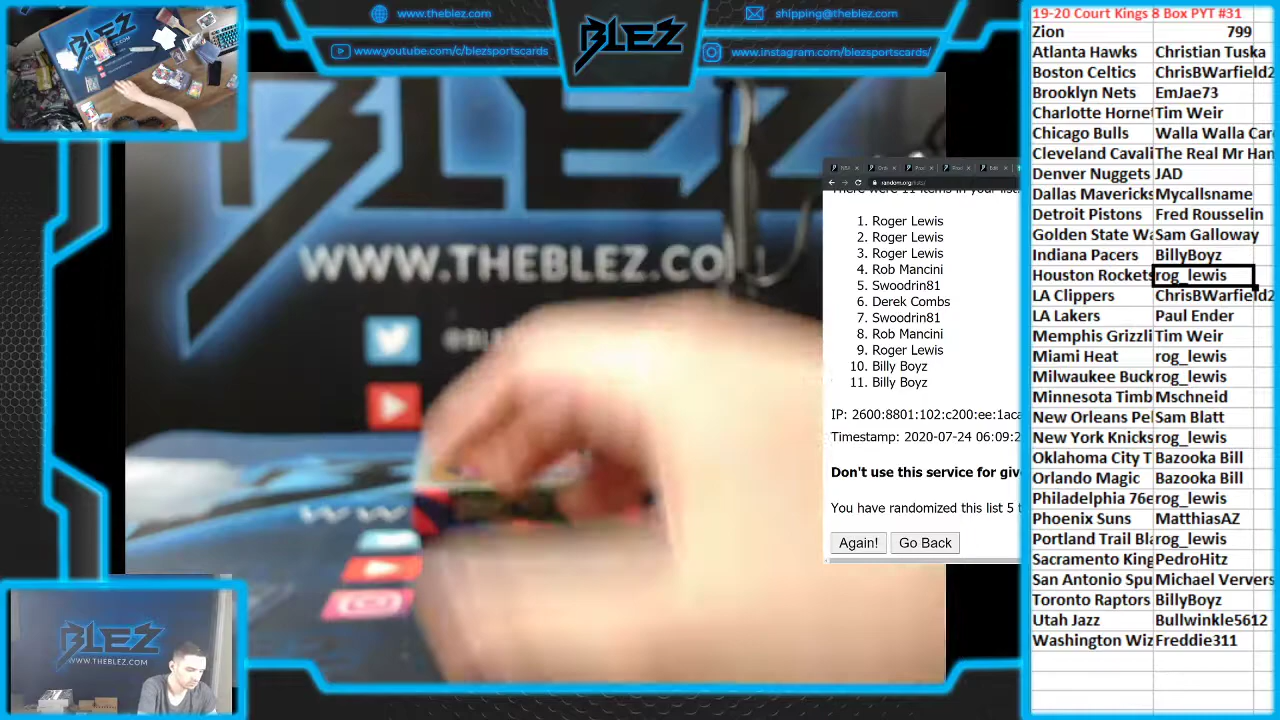 www.theblez.com
www.youtube.com/c/blezsportscards
BLEZ
shipping@theblez.com
www.instagram.com/blezsportscards/
BLEZ
WWW.THEBLEZ.CO
random.org
1. Roger Lewis
2. Roger Lewis
3. Roger Lewis
4. Rob Mancini
5. Swoodrin81
6. Derek Combs
7. Swoodrin81
8. Rob Mancini
9. Roger Lewis
10. Billy Boyz
11. Billy Boyz
IP: 2600:8801:102:c200:ee:1aca
Timestamp: 2020-07-24 06:09:2
Don't use this service for giv
You have randomized this list 5 t
Again! Go Back
BLEZ
WWW.THEBLEZ.COM
19-20 Court Kings 8 Box PYT #31
Zion 799
Atlanta Hawks Christian Tuska
Boston Celtics ChrisBWarfield2
Brooklyn Nets EmJae73
Charlotte Hornet Tim Weir
Chicago Bulls Walla Walla Car
Cleveland Cavali The Real Mr Han
Denver Nuggets JAD
Dallas Mavericks Mycallsname
Detroit Pistons Fred Rousselin
Golden State Wa Sam Galloway
Indiana Pacers BillyBoyz
Houston Rockets rog_lewis
LA Clippers ChrisBWarfield2
LA Lakers Paul Ender
Memphis Grizzli Tim Weir
Miami Heat rog_lewis
Milwaukee Buck rog_lewis
Minnesota Timb Mschneid
New Orleans Pel Sam Blatt
New York Knicks rog_lewis
Oklahoma City T Bazooka Bill
Orlando Magic Bazooka Bill
Philadelphia 76e rog_lewis
Phoenix Suns MatthiasAZ
Portland Trail Bla rog_lewis
Sacramento King PedroHitz
San Antonio Spu Michael Ververs
Toronto Raptors BillyBoyz
Utah Jazz Bullwinkle5612
Washington Wiz Freddie311